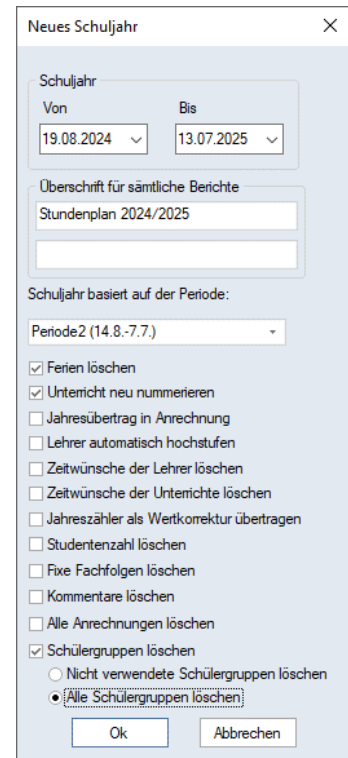 Neues Schuljahr
Schuljahr
Von Bis
19.08.2024 13.07.2025
Überschrift für sämtliche Berichte
Stundenplan 2024/2025
Schuljahr basiert auf der Periode:
Periode2 (14.8.-7.7.)
Ferien löschen
Unterricht neu nummerieren
Jahresübertrag in Anrechnung
Lehrer automatisch hochstufen
Zeitwünsche der Lehrer löschen
Zeitwünsche der Unterrichte löschen
Jahreszähler als Wertkorrektur übertragen
Studentenzahl löschen
Fixe Fachfolgen löschen
Kommentare löschen
Alle Anrechnungen löschen
Schülergruppen löschen
Nicht verwendete Schülergruppen löschen
Alle Schülergruppen löschen
Ok Abbrechen